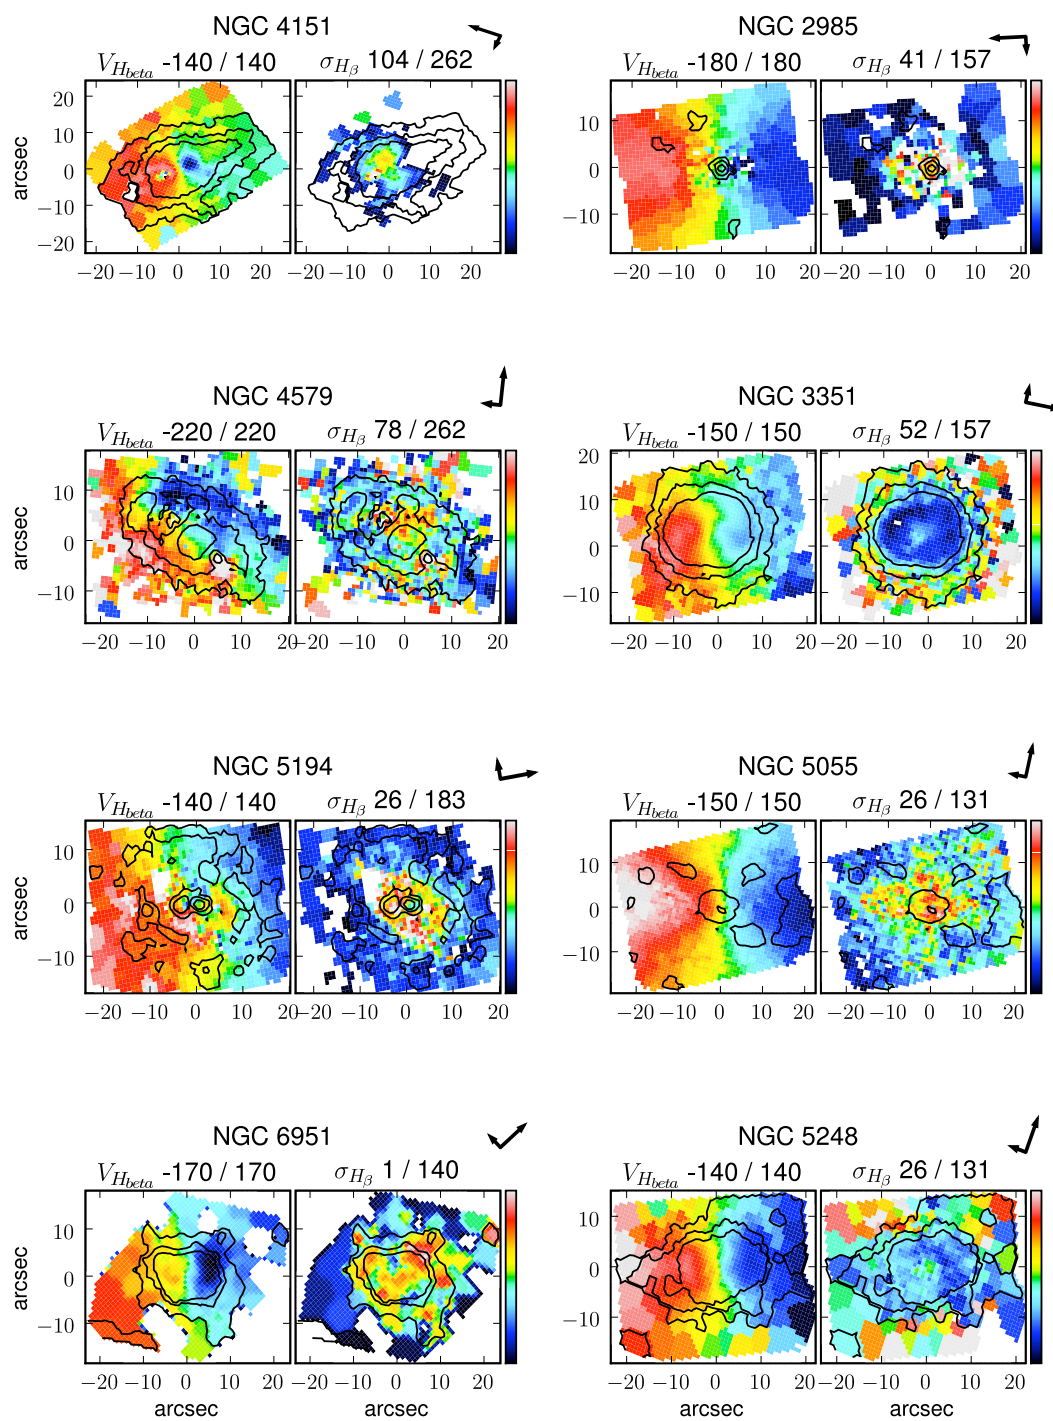 NGC 4151
NGC 2985
V_{H_{beta}} -140 / 140
σ_{H_β} 104 / 262
V_{H_{beta}} -180 / 180
σ_{H_β} 41 / 157
arcsec
20
10
0
−10
−20
10
0
−10
−20 −10 0 10 20
−20 −10 0 10 20
−20 −10 0 10 20
−20 −10 0 10 20
NGC 4579
NGC 3351
V_{H_{beta}} -220 / 220
σ_{H_β} 78 / 262
V_{H_{beta}} -150 / 150
σ_{H_β} 52 / 157
arcsec
10
0
−10
20
10
0
−10
−20 −10 0 10 20
−20 −10 0 10 20
−20 −10 0 10 20
−20 −10 0 10 20
NGC 5194
NGC 5055
V_{H_{beta}} -140 / 140
σ_{H_β} 26 / 183
V_{H_{beta}} -150 / 150
σ_{H_β} 26 / 131
arcsec
10
0
−10
10
0
−10
−20 −10 0 10 20
−20 −10 0 10 20
−20 −10 0 10 20
−20 −10 0 10 20
NGC 6951
NGC 5248
V_{H_{beta}} -170 / 170
σ_{H_β} 1 / 140
V_{H_{beta}} -140 / 140
σ_{H_β} 26 / 131
arcsec
10
0
−10
10
0
−10
−20 −10 0 10 20
−20 −10 0 10 20
−20 −10 0 10 20
−20 −10 0 10 20
arcsec
arcsec
arcsec
arcsec